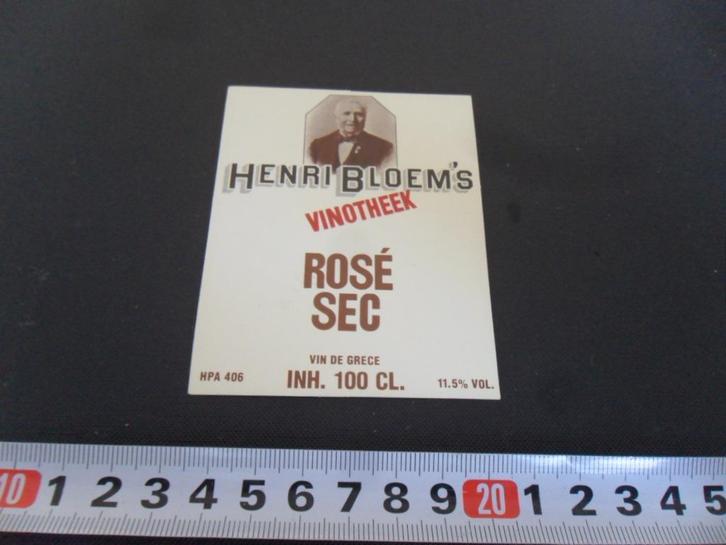 HENRI BLOEM'S
VINOTHEEK
ROSÉ
SEC
VIN DE GRECE
HPA 406 INH. 100 CL. 11.5% VOL.
10 1 2 3 4 5 6 7 8 9 20 1 2 3 4 5